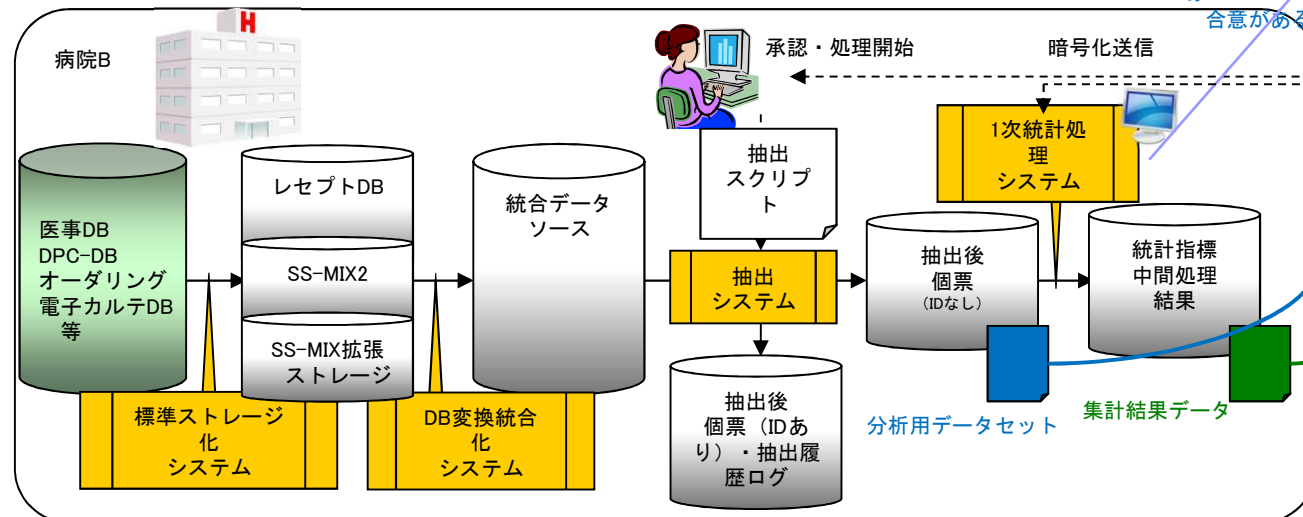 合意がある
病院B
H
承認・処理開始
暗号化送信
医事DB
DPC-DB
オーダリング
電子カルテDB
等
レセプトDB
SS-MIX2
SS-MIX拡張
ストレージ
統合データ
ソース
抽出
スクリプ
ト
抽出
システム
1次統計処
理
システム
抽出後
個票
(IDなし)
統計指標
中間処理
結果
標準ストレージ
化
システム
DB変換統合
化
システム
抽出後
個票（IDあ
り）・抽出履
歴ログ
分析用データセット
集計結果データ